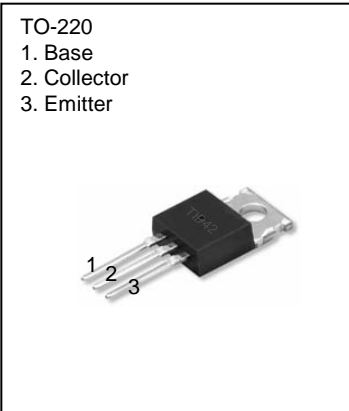 TO-220
1. Base
2. Collector
3. Emitter
TIP42
1
2
3